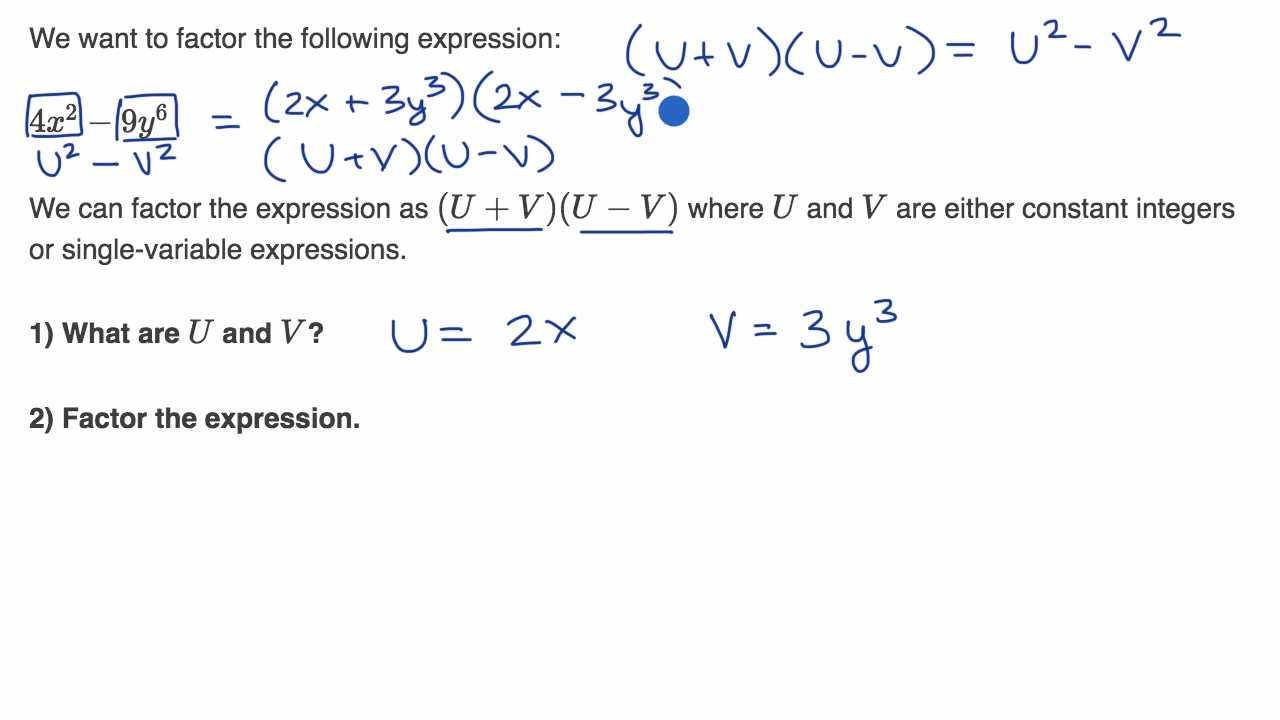 We want to factor the following expression: (U+V)(U-V) = U² - V²
4x² - 9y⁶ = (2x + 3y³)(2x - 3y³)
U² - V² (U+V)(U-V)
We can factor the expression as (U + V)(U - V) where U and V are either constant integers
or single-variable expressions.
1) What are U and V? U = 2x V = 3y³
2) Factor the expression.